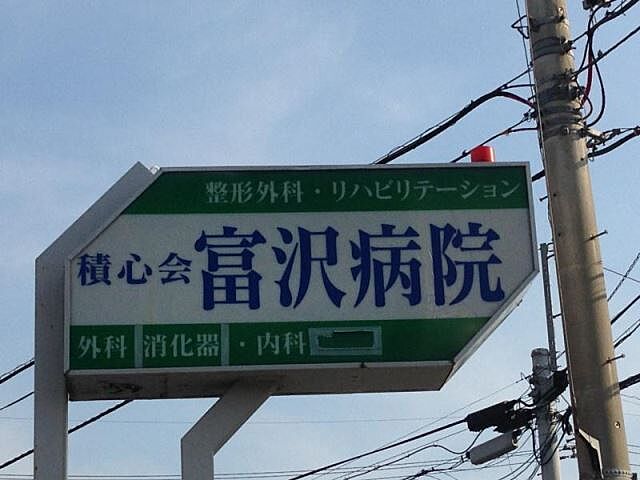 整形外科・リハビリテーション
積心会 富沢病院
外科 消化器・内科